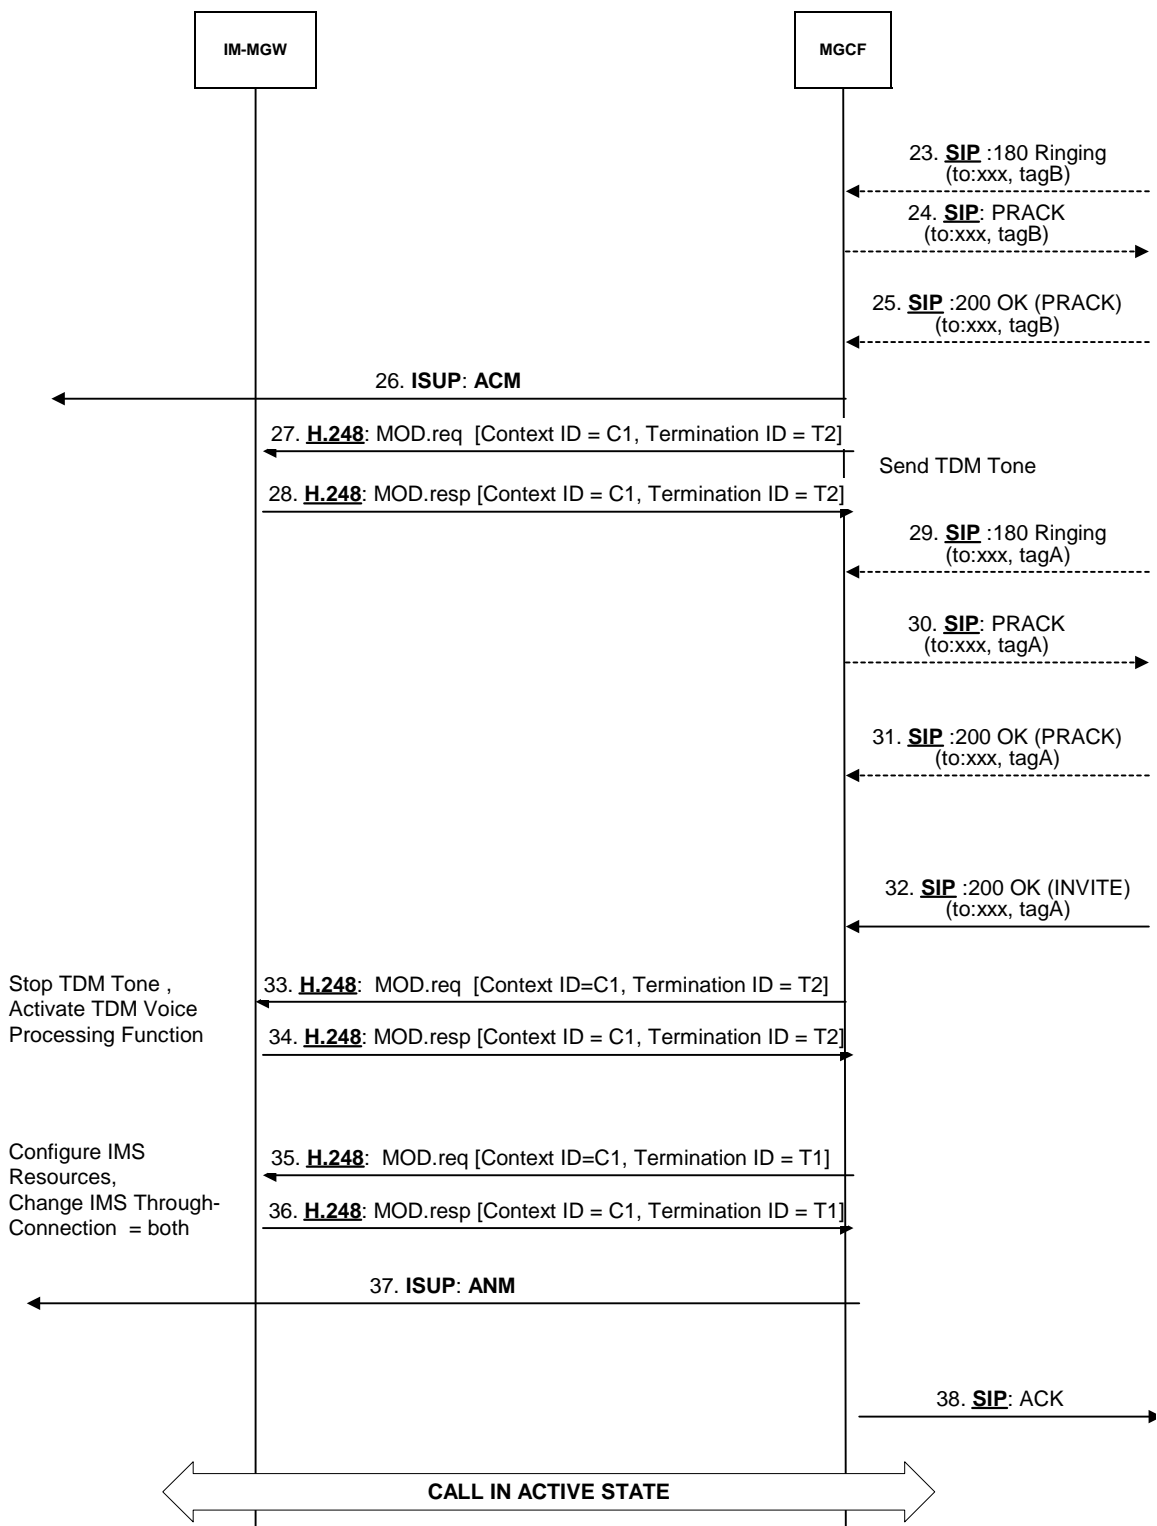 IM-MGW
MGCF
23. SIP :180 Ringing
(to:xxx, tagB)
24. SIP: PRACK
(to:xxx, tagB)
25. SIP :200 OK (PRACK)
(to:xxx, tagB)
26. ISUP: ACM
27. H.248: MOD.req [Context ID = C1, Termination ID = T2]
Send TDM Tone
28. H.248: MOD.resp [Context ID = C1, Termination ID = T2]
29. SIP :180 Ringing
(to:xxx, tagA)
30. SIP: PRACK
(to:xxx, tagA)
31. SIP :200 OK (PRACK)
(to:xxx, tagA)
32. SIP :200 OK (INVITE)
(to:xxx, tagA)
Stop TDM Tone ,
Activate TDM Voice
Processing Function
33. H.248: MOD.req [Context ID=C1, Termination ID = T2]
34. H.248: MOD.resp [Context ID = C1, Termination ID = T2]
Configure IMS
Resources,
Change IMS Through-
Connection = both
35. H.248: MOD.req [Context ID=C1, Termination ID = T1]
36. H.248: MOD.resp [Context ID = C1, Termination ID = T1]
37. ISUP: ANM
38. SIP: ACK
CALL IN ACTIVE STATE